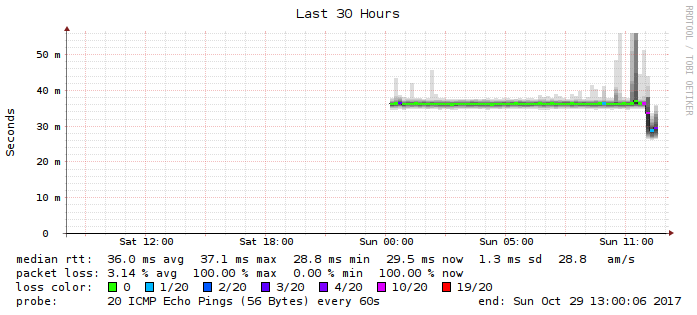 Last 30 Hours
RRDTOOL / TOBI OETIKER
Seconds
50 m
40 m
30 m
20 m
10 m
0
Sat 12:00 Sat 18:00 Sun 00:00 Sun 05:00 Sun 11:00
median rtt: 36.0 ms avg 37.1 ms max 28.8 ms min 29.5 ms now 1.3 ms sd 28.8 am/s
packet loss: 3.14 % avg 100.00 % max 0.00 % min 100.00 % now
loss color: 0 1/20 2/20 3/20 4/20 10/20 19/20
probe: 20 ICMP Echo Pings (56 Bytes) every 60s end: Sun Oct 29 13:00:06 2017